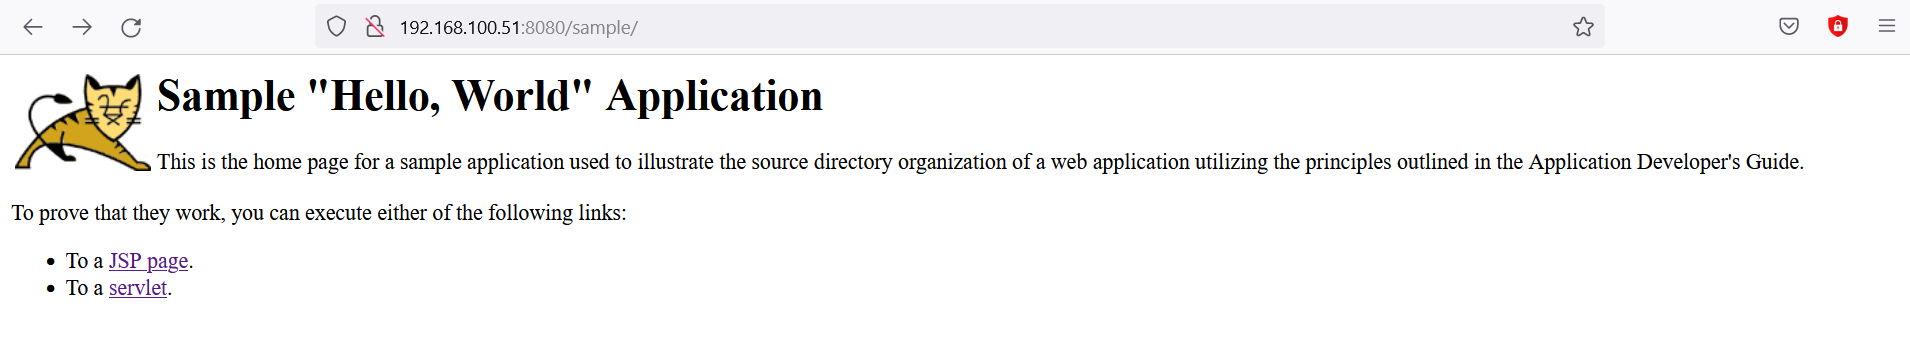 192.168.100.51:8080/sample/
Sample "Hello, World" Application
This is the home page for a sample application used to illustrate the source directory organization of a web application utilizing the principles outlined in the Application Developer's Guide.
To prove that they work, you can execute either of the following links:
• To a JSP page.
• To a servlet.